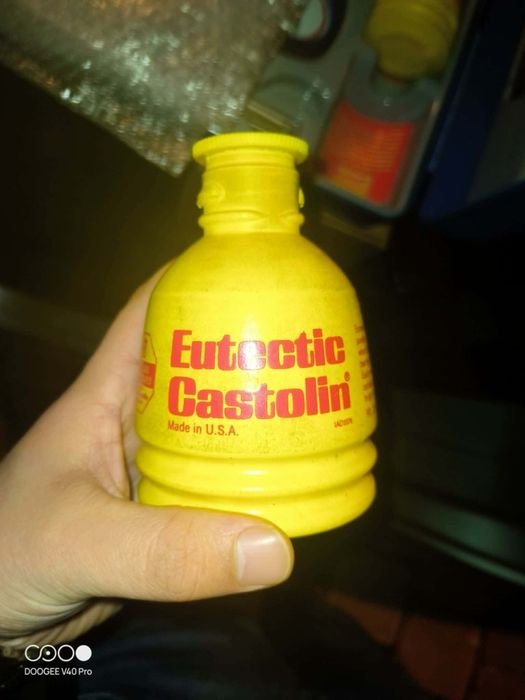 Eutectic
Castolin®
Made in U.S.A.
DOOGEE V40 Pro